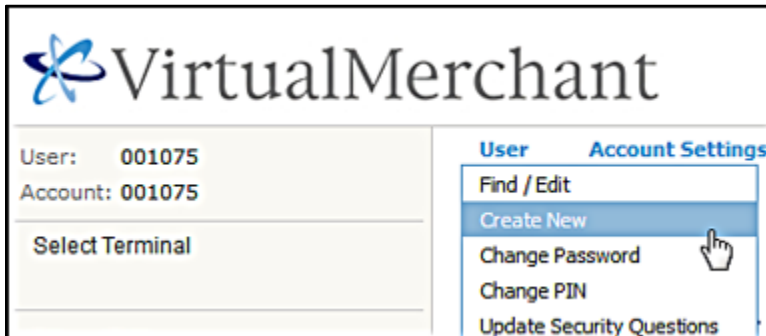 VirtualMerchant
User: 001075
Account: 001075
Select Terminal
User Account Settings
Find / Edit
Create New
Change Password
Change PIN
Update Security Questions